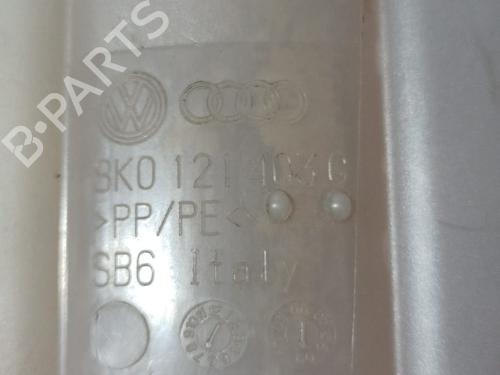 B-PARTS
8K0 121 403 G
>PP/PE<
SB6 Italy